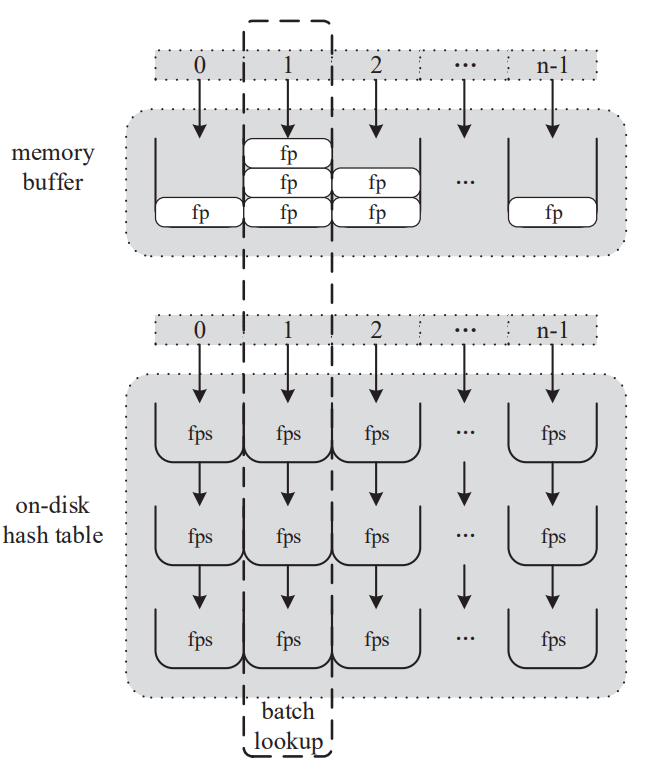 0 1 2 ... n-1
memory
buffer
fp
fp fp
fp fp fp fp
...
0 1 2 ... n-1
on-disk
hash table
fps fps fps ... fps
fps fps fps ... fps
fps fps fps ... fps
batch
lookup